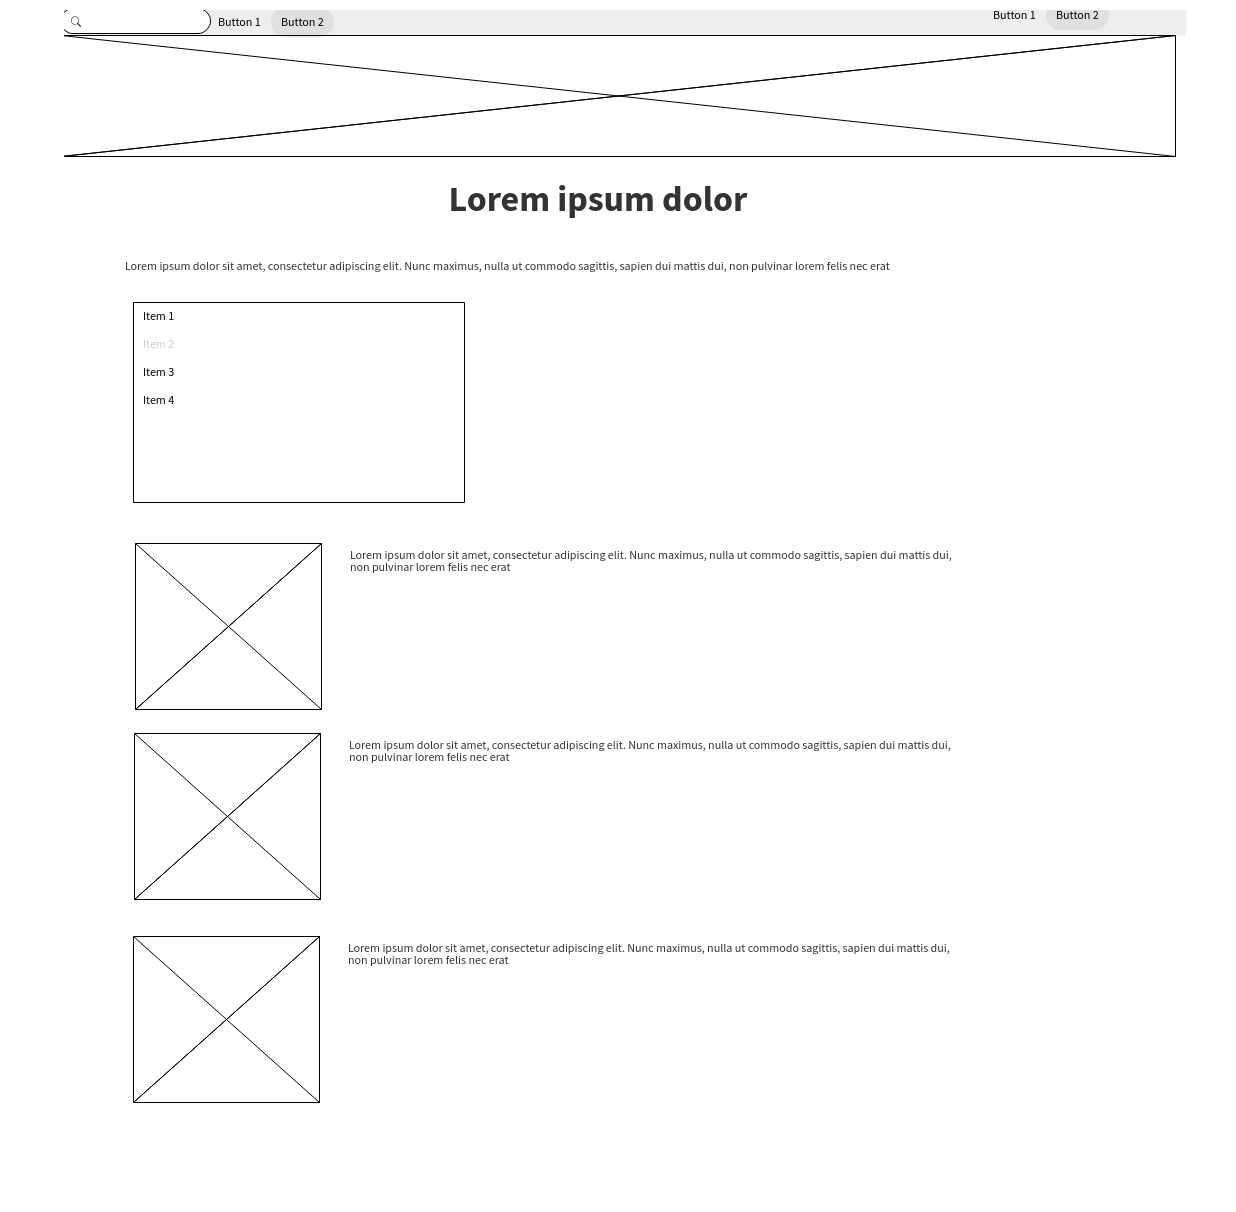 Button 1 Button 2 Button 1 Button 2
Lorem ipsum dolor
Lorem ipsum dolor sit amet, consectetur adipiscing elit. Nunc maximus, nulla ut commodo sagittis, sapien dui mattis dui, non pulvinar lorem felis nec erat
Item 1
Item 2
Item 3
Item 4
Lorem ipsum dolor sit amet, consectetur adipiscing elit. Nunc maximus, nulla ut commodo sagittis, sapien dui mattis dui,
non pulvinar lorem felis nec erat
Lorem ipsum dolor sit amet, consectetur adipiscing elit. Nunc maximus, nulla ut commodo sagittis, sapien dui mattis dui,
non pulvinar lorem felis nec erat
Lorem ipsum dolor sit amet, consectetur adipiscing elit. Nunc maximus, nulla ut commodo sagittis, sapien dui mattis dui,
non pulvinar lorem felis nec erat